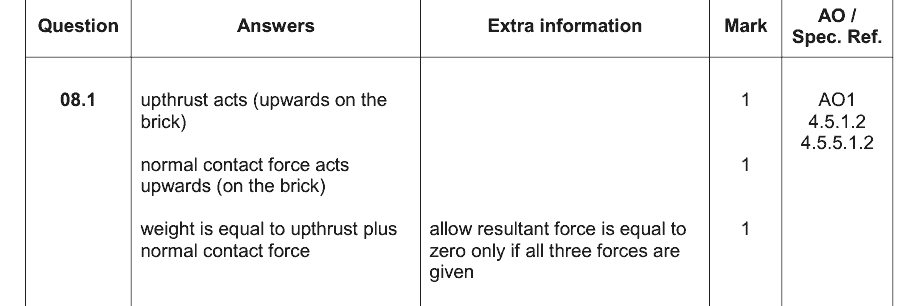 Question Answers Extra information Mark AO / Spec. Ref.
08.1 upthrust acts (upwards on the 1 AO1
brick) 4.5.1.2
4.5.5.1.2
normal contact force acts 1
upwards (on the brick)
weight is equal to upthrust plus allow resultant force is equal to 1
normal contact force zero only if all three forces are
given